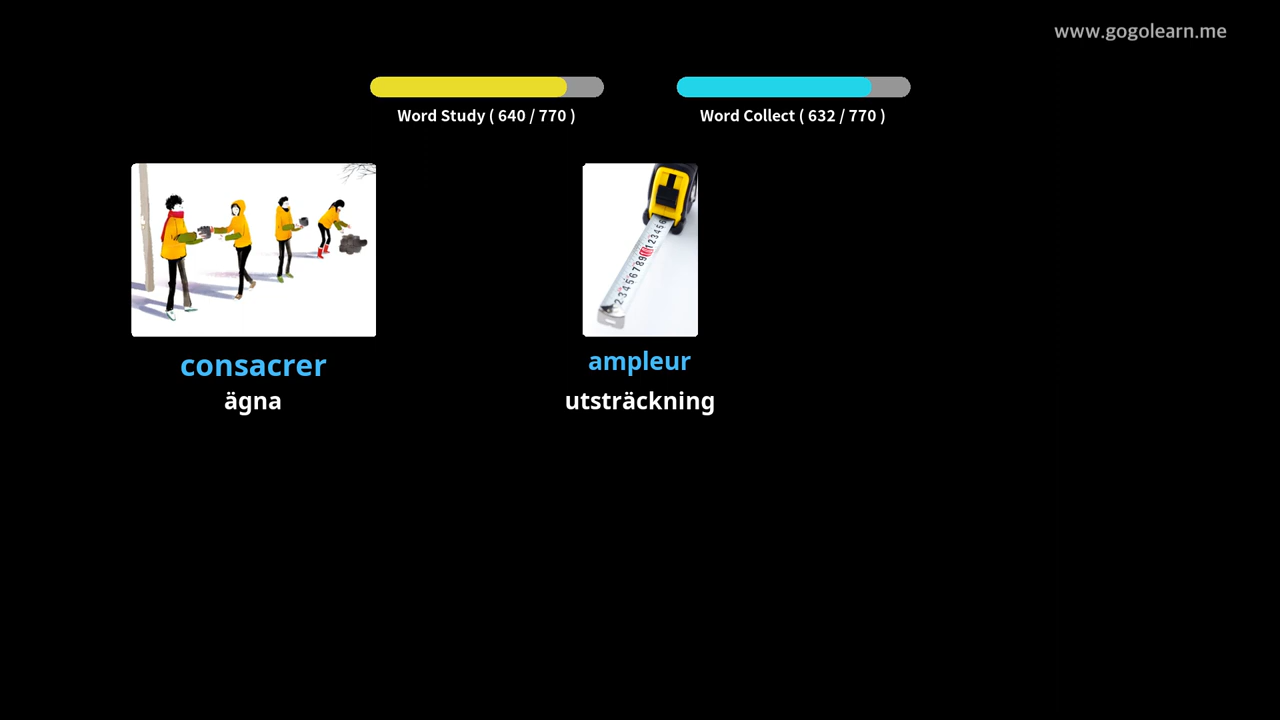 www.gogolearn.me
Word Study ( 640 / 770 )
Word Collect ( 632 / 770 )
consacrer
ägna
ampleur
utsträckning